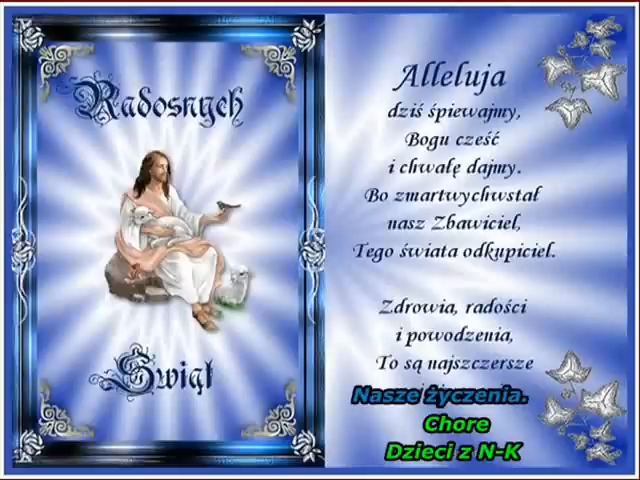 Radosnych
Świąt
Alleluja
dziś śpiewajmy,
Bogu cześć
i chwałę dajmy.
Bo zmartwychwstał
nasz Zbawiciel,
Tego świata odkupiciel.
Zdrowia, radości
i powodzenia,
To są najszczersze
Nasze życzenia.
Chore
Dzieci z N-K